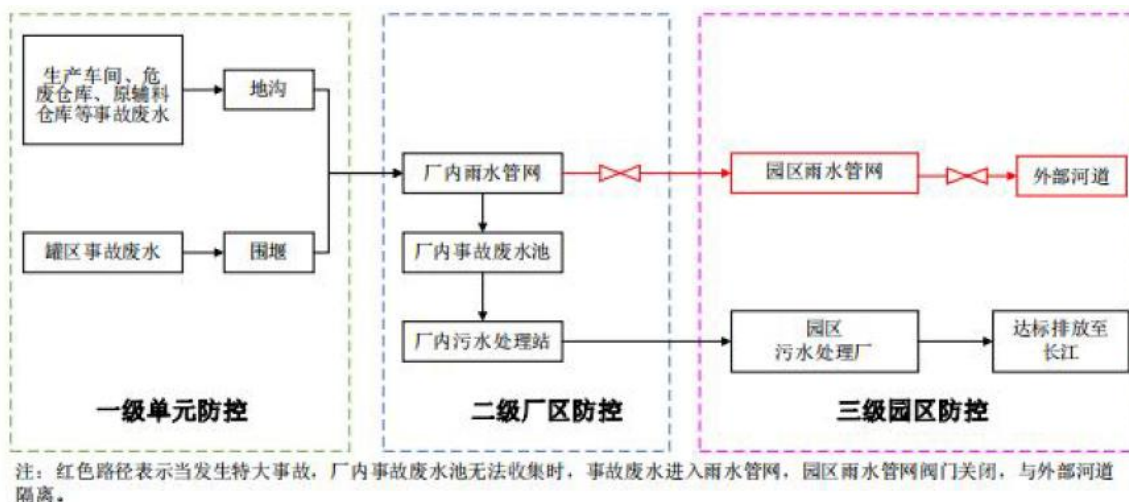 生产车间、危
废仓库、原辅料
仓库等事故废水
地沟
厂内雨水管网
园区雨水管网
外部河道
罐区事故废水
围堰
厂内事故废水池
厂内污水处理站
园区
污水处理厂
达标排放至
长江
一级单元防控
二级厂区防控
三级园区防控
注：红色路径表示当发生特大事故，厂内事故废水池无法收集时，事故废水进入雨水管网，园区雨水管网阀门关闭，与外部河道
隔离。